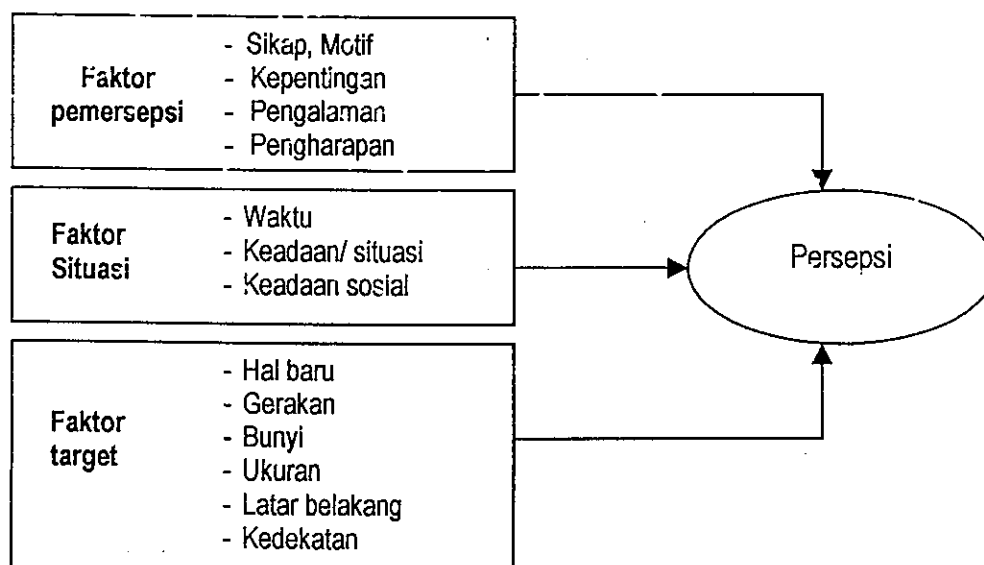 Faktor
pemersepsi
- Sikap, Motif
- Kepentingan
- Pengalaman
- Pengharapan
Faktor
Situasi
- Waktu
- Keadaan/ situasi
- Keadaan sosial
Faktor
target
- Hal baru
- Gerakan
- Bunyi
- Ukuran
- Latar belakang
- Kedekatan
Persepsi